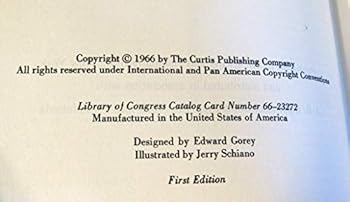 Copyright © 1966 by The Curtis Publishing Company
All rights reserved under International and Pan American Copyright Conventions
Library of Congress Catalog Card Number 66-23272
Manufactured in the United States of America
Designed by Edward Gorey
Illustrated by Jerry Schiano
First Edition